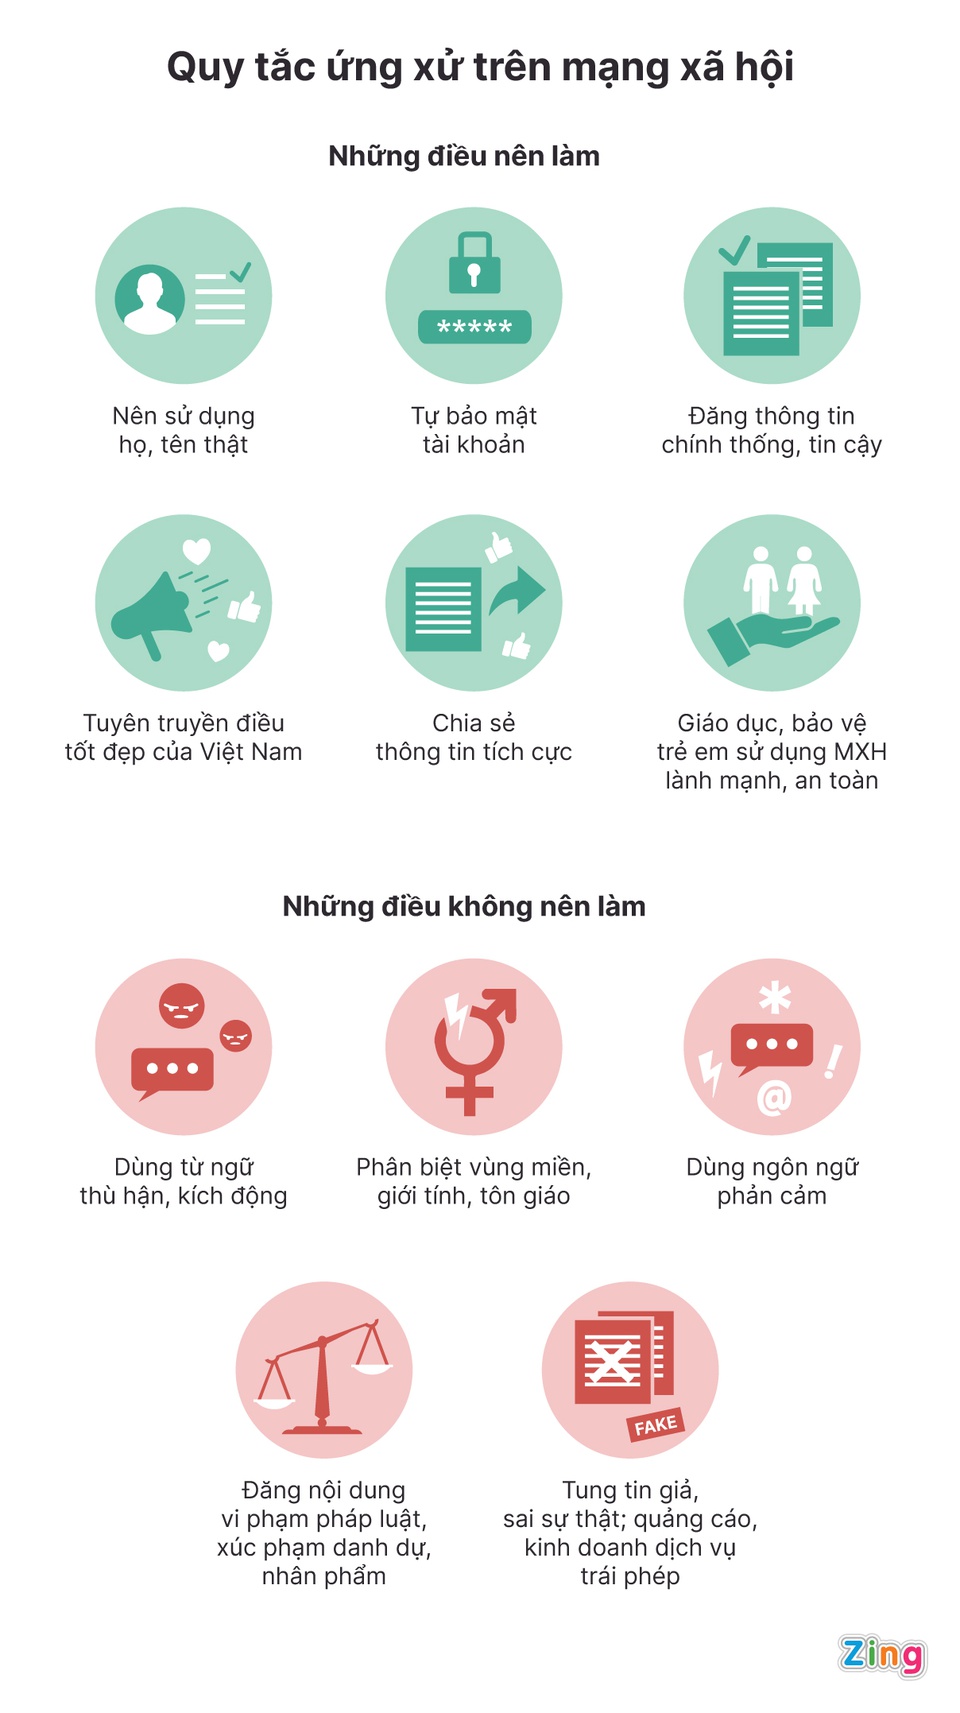 Quy tắc ứng xử trên mạng xã hội
Những điều nên làm
*****
Nên sử dụng
họ, tên thật
Tự bảo mật
tài khoản
Đăng thông tin
chính thống, tin cậy
Tuyên truyền điều
tốt đẹp của Việt Nam
Chia sẻ
thông tin tích cực
Giáo dục, bảo vệ
trẻ em sử dụng MXH
lành mạnh, an toàn
Những điều không nên làm
*
!
@
Dùng từ ngữ
thù hận, kích động
Phân biệt vùng miền,
giới tính, tôn giáo
Dùng ngôn ngữ
phản cảm
FAKE
Đăng nội dung
vi phạm pháp luật,
xúc phạm danh dự,
nhân phẩm
Tung tin giả,
sai sự thật; quảng cáo,
kinh doanh dịch vụ
trái phép
Zing